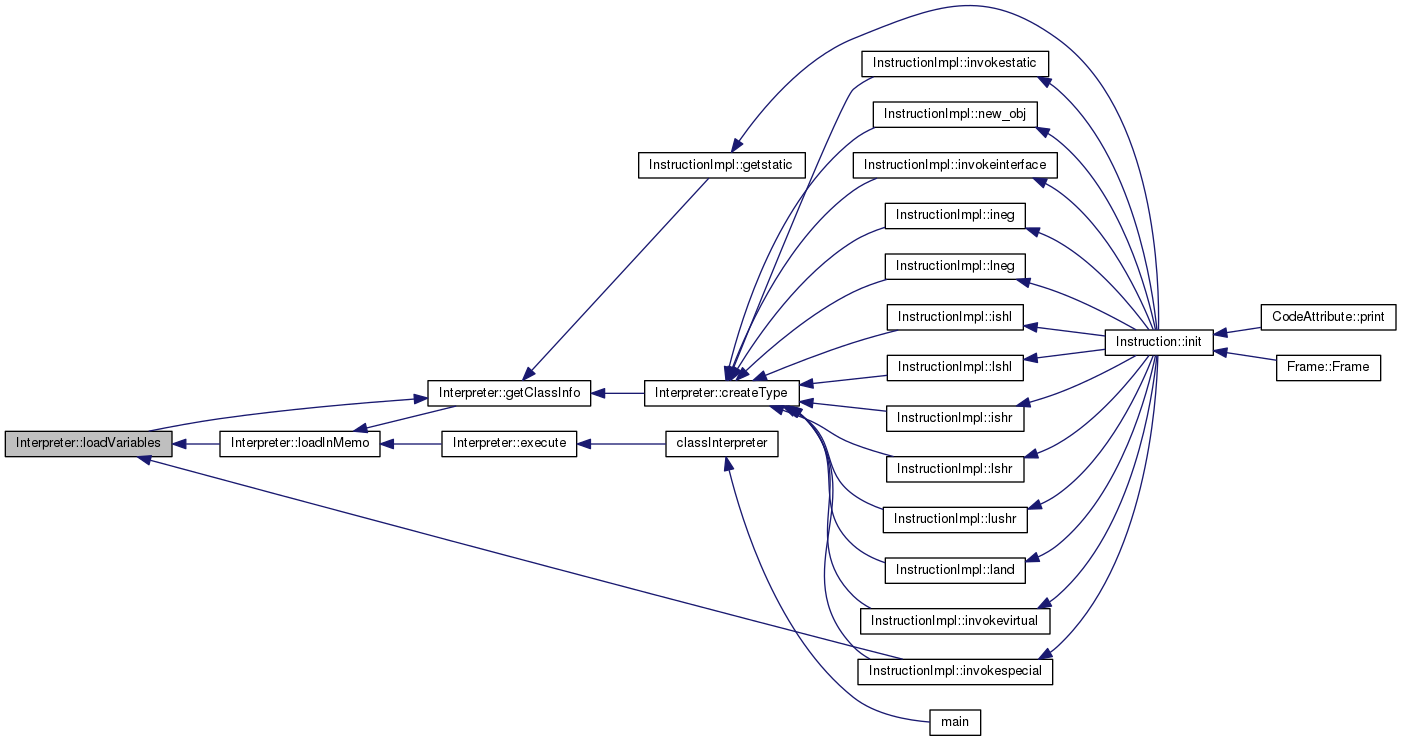 InstructionImpl::invokestatic
InstructionImpl::new_obj
InstructionImpl::getstatic
InstructionImpl::invokeinterface
InstructionImpl::ineg
InstructionImpl::lneg
InstructionImpl::ishl
CodeAttribute::print
Instruction::init
InstructionImpl::lshl
Frame::Frame
Interpreter::getClassInfo
Interpreter::createType
InstructionImpl::ishr
Interpreter::loadVariables
Interpreter::loadInMemo
Interpreter::execute
classInterpreter
InstructionImpl::lshr
InstructionImpl::lushr
InstructionImpl::land
InstructionImpl::invokevirtual
InstructionImpl::invokespecial
main